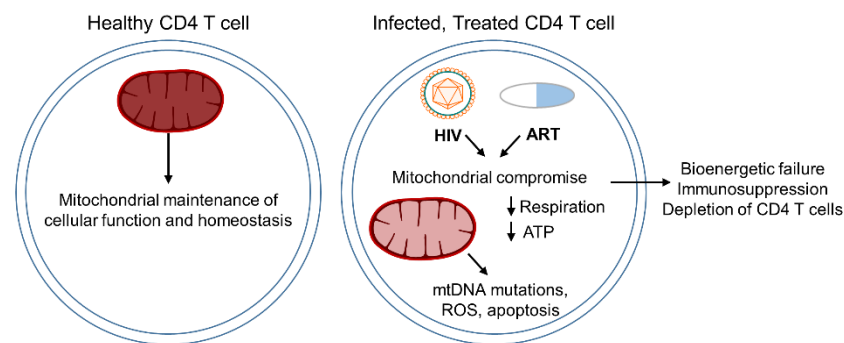 Healthy CD4 T cell
Mitochondrial maintenance of
cellular function and homeostasis
Infected, Treated CD4 T cell
HIV
ART
Mitochondrial compromise
Respiration
ATP
mtDNA mutations,
ROS, apoptosis
Bioenergetic failure
Immunosuppression
Depletion of CD4 T cells